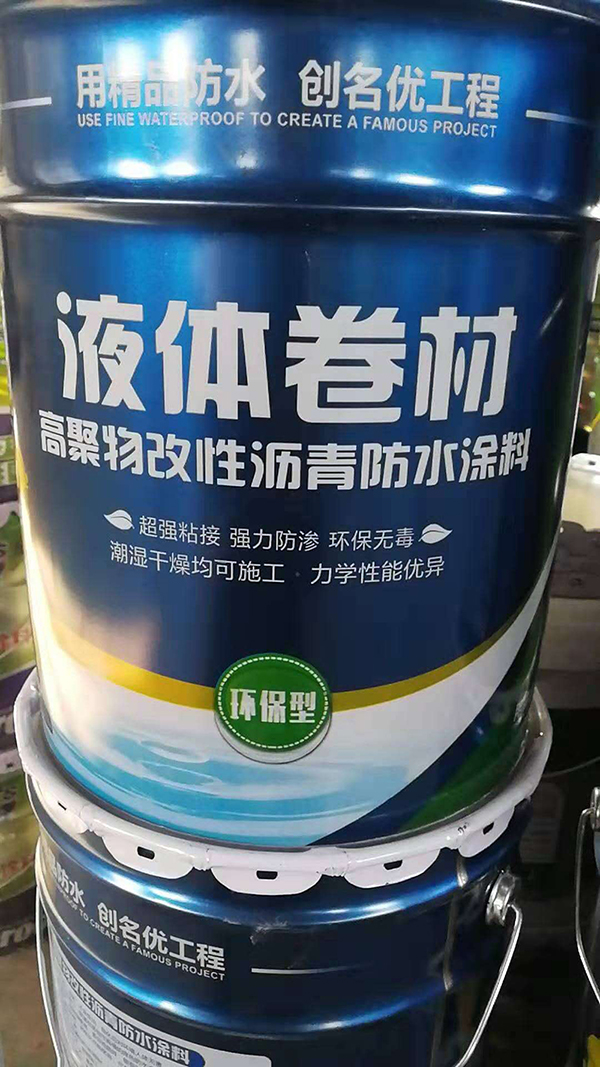 用精品防水 创名优工程
USE FINE WATERPROOF TO CREATE A FAMOUS PROJECT
液体卷材
高聚物改性沥青防水涂料
超强粘接 强力防渗 环保无毒
潮湿干燥均可施工·力学性能优异
环保型
防水 创名优工程
OF TO CREATE A FAMOUS PROJECT
改性沥青防水涂料